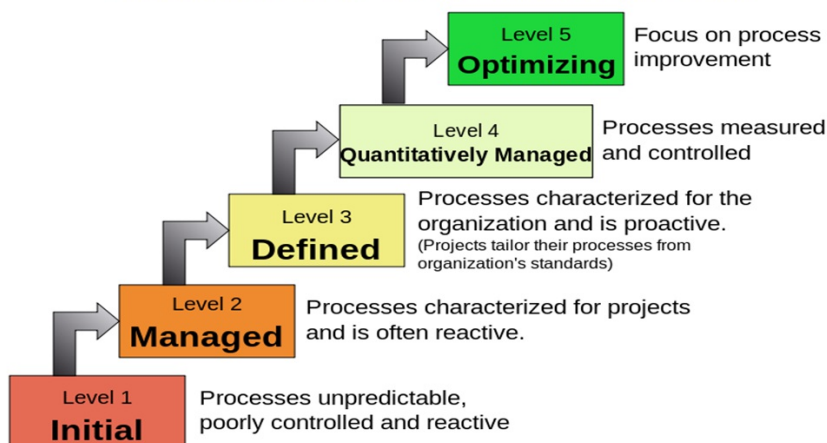 Level 5
Optimizing
Focus on process
improvement
Level 4
Quantitatively Managed
Processes measured
and controlled
Level 3
Defined
Processes characterized for the
organization and is proactive.
(Projects tailor their processes from
organization's standards)
Level 2
Managed
Processes characterized for projects
and is often reactive.
Level 1
Initial
Processes unpredictable,
poorly controlled and reactive